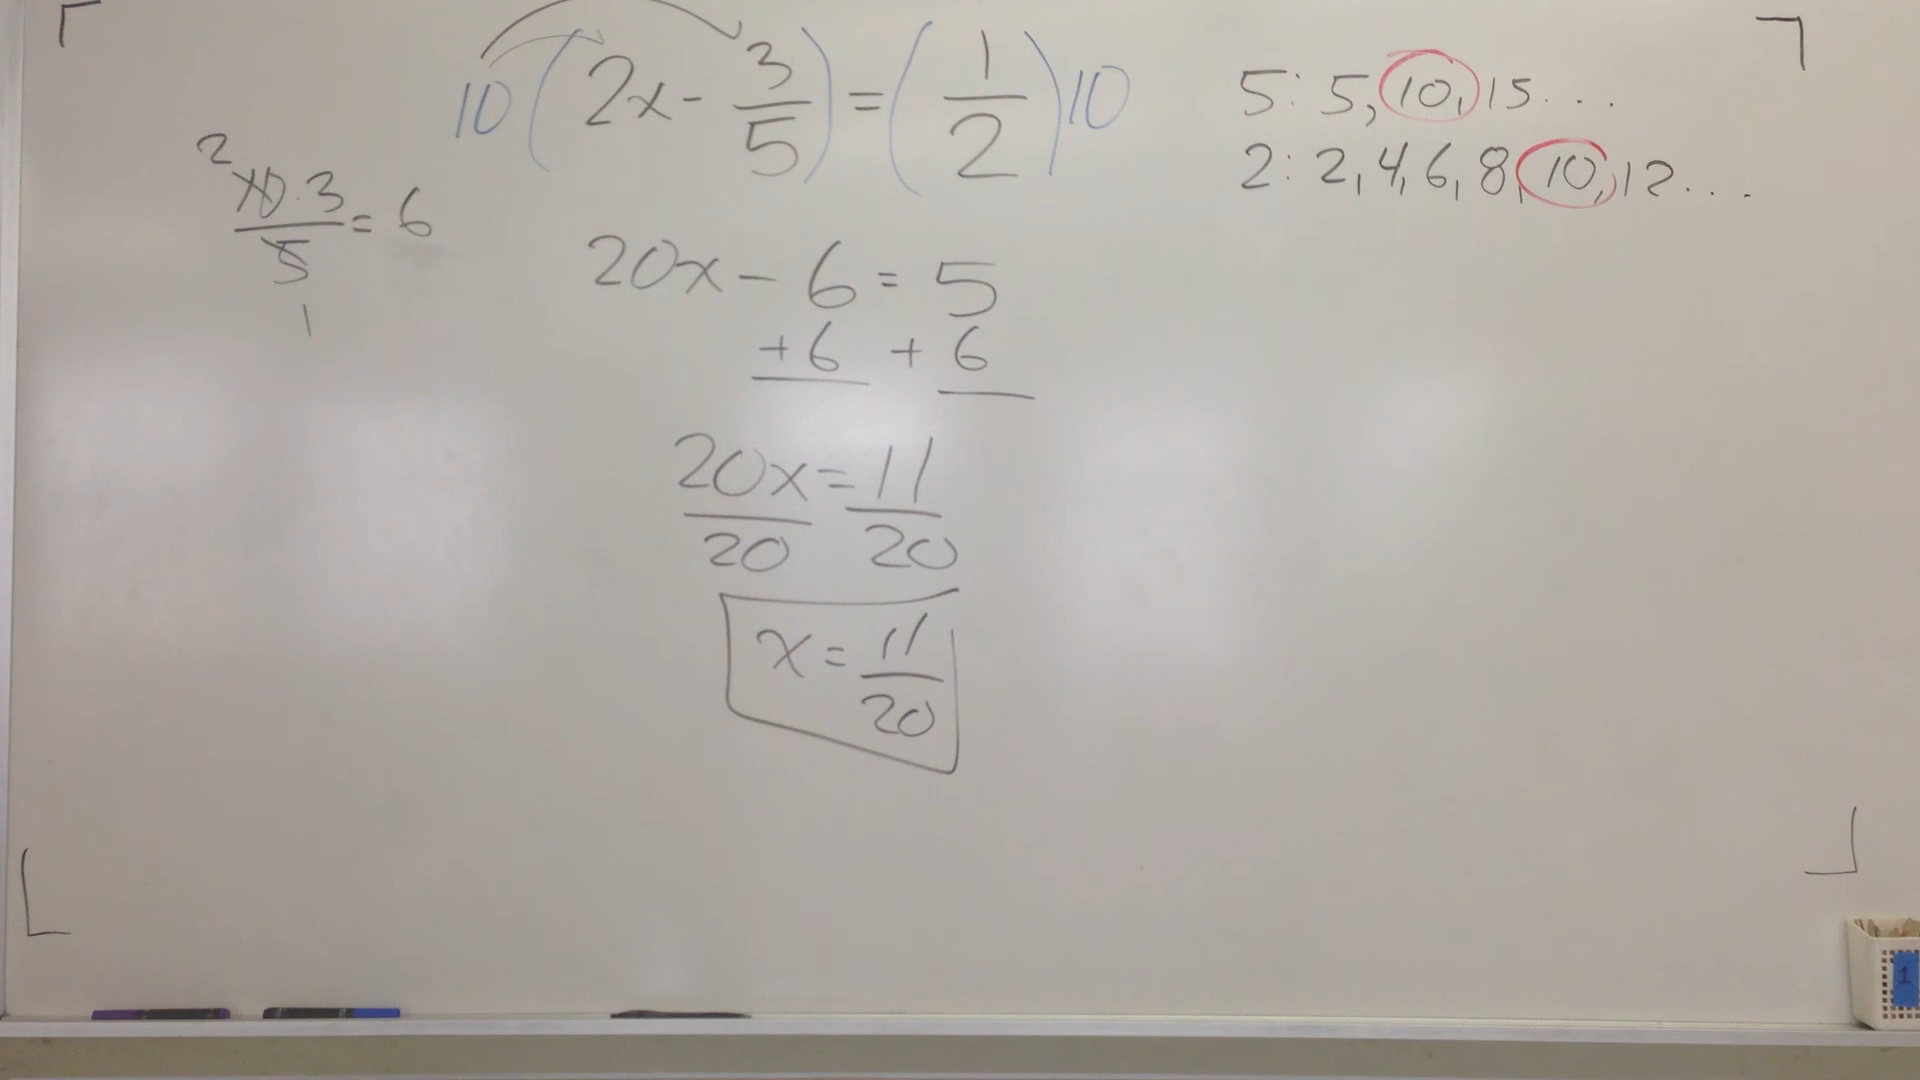 10(2x - 3/5) = (1/2)10
5: 5, 10, 15...
2: 2, 4, 6, 8, 10, 12...
2
10·3/5 = 6
1
20x - 6 = 5
+6 +6
20x/20 = 11/20
x = 11/20
1